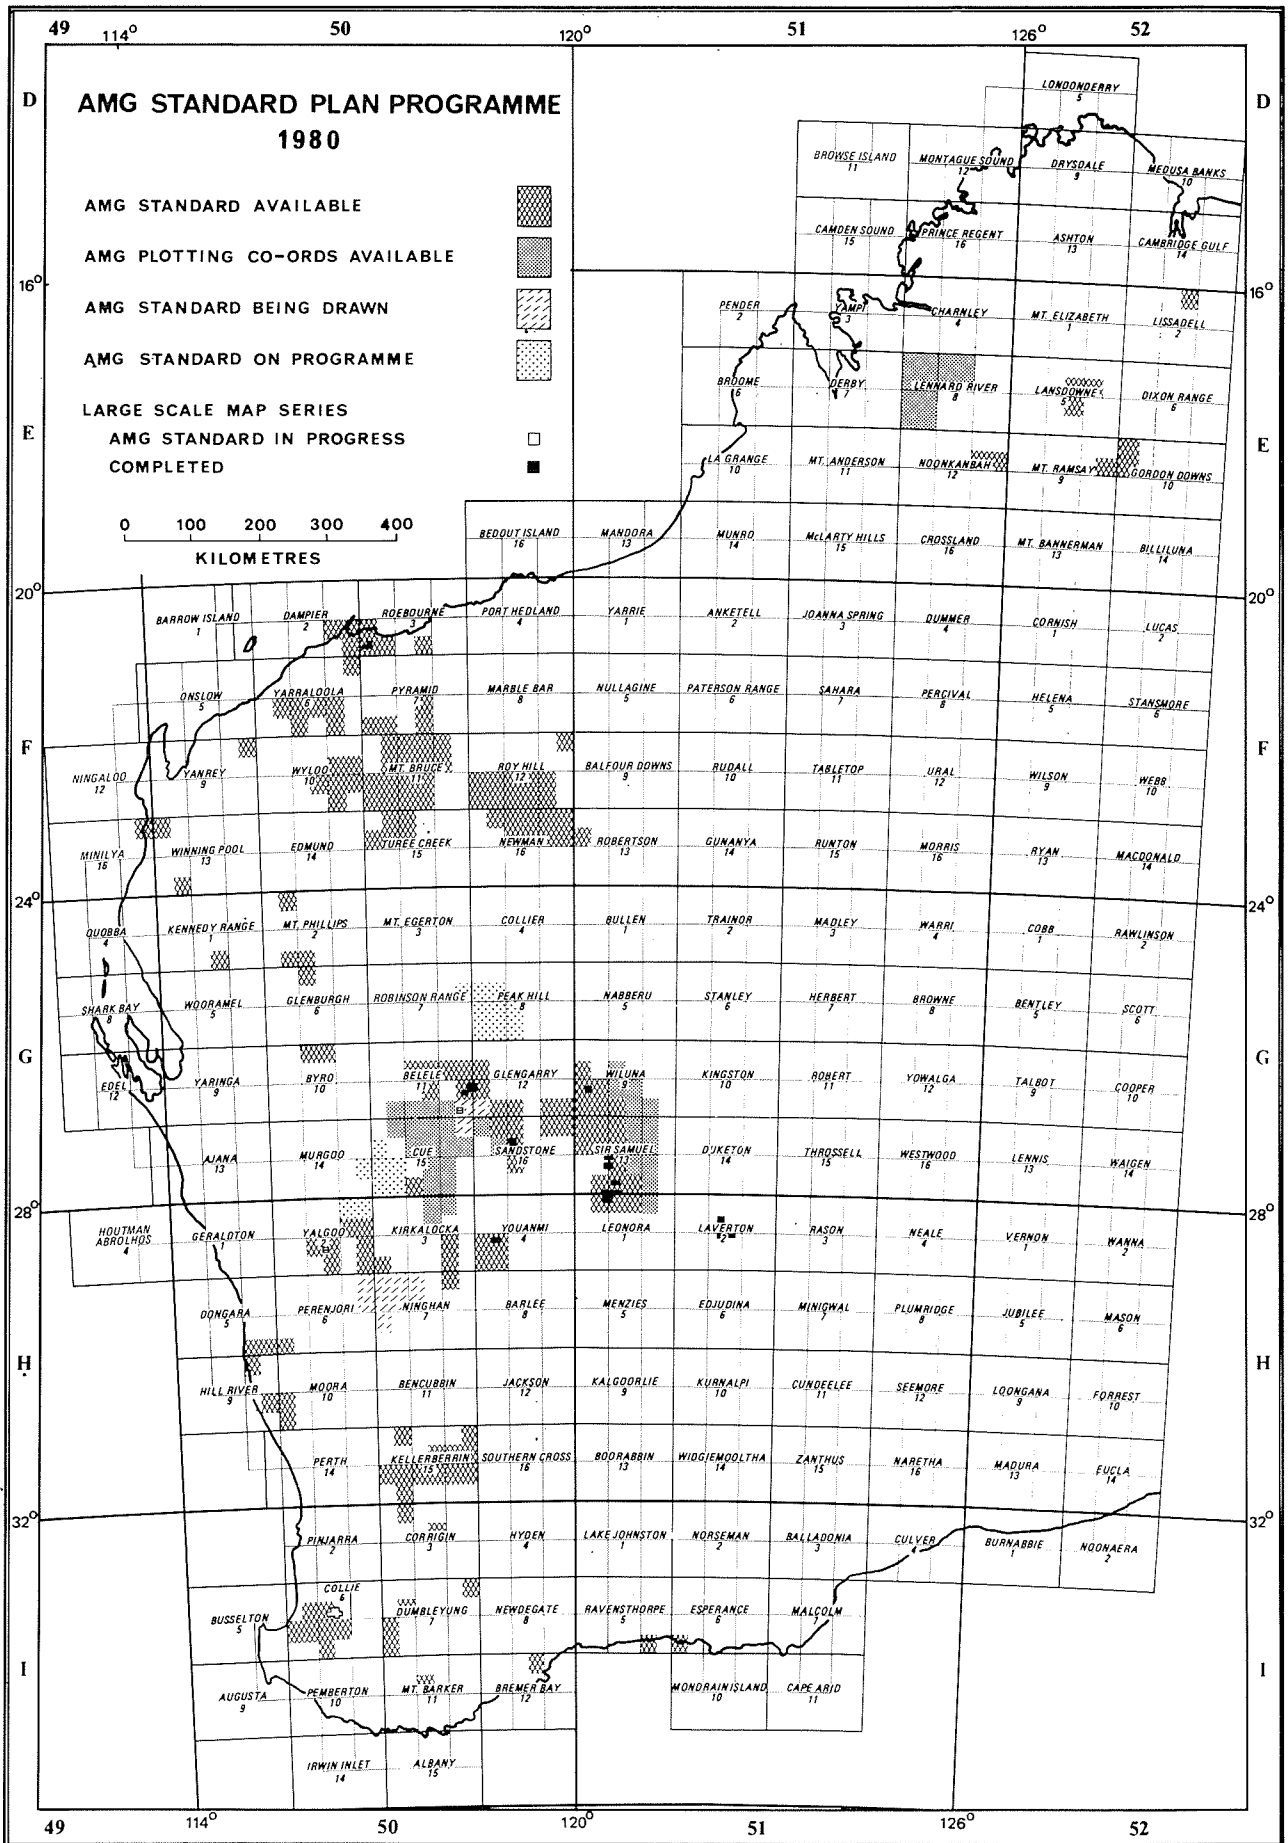 49 114° 50 120° 51 126° 52
D D
AMG STANDARD PLAN PROGRAMME
1980
AMG STANDARD AVAILABLE
AMG PLOTTING CO-ORDS AVAILABLE
AMG STANDARD BEING DRAWN
AMG STANDARD ON PROGRAMME
LARGE SCALE MAP SERIES
AMG STANDARD IN PROGRESS
COMPLETED
0 100 200 300 400
KILOMETRES
LONDONDERRY
5
BROWSE ISLAND
11
MONTAGUE SOUND
12
DRYSDALE
9
MEDUSA BANKS
10
CAMDEN SOUND
15
PRINCE REGENT
16
ASHTON
13
CAMBRIDGE GULF
14
16° 16°
PENDER
2
YAMPI
3
CHARNLEY
4
MT. ELIZABETH
1
LISSADELL
2
BROOME
6
DERBY
7
LENNARD RIVER
8
LANSDOWNE
5
DIXON RANGE
6
E E
LA GRANGE
10
MT. ANDERSON
11
NOONKANBAH
12
MT. RAMSAY
9
GORDON DOWNS
10
BEDOUT ISLAND
16
MANDORA
13
MUNRO
14
McLARTY HILLS
15
CROSSLAND
16
MT. BANNERMAN
13
BILLILUNA
14
20° 20°
BARROW ISLAND
1
DAMPIER
2
ROEBOURNE
3
PORT HEDLAND
4
YARRIE
1
ANKETELL
2
JOANNA SPRING
3
DUMMER
4
CORNISH
1
LUCAS
2
ONSLOW
5
YARRALOOLA
6
PYRAMID
7
MARBLE BAR
8
NULLAGINE
5
PATERSON RANGE
6
SAHARA
7
PERCIVAL
8
HELENA
5
STANSMORE
6
F F
NINGALOO
12
YANREY
9
WYLOO
10
MT. BRUCE
11
ROY HILL
12
BALFOUR DOWNS
9
RUDALL
10
TABLETOP
11
URAL
12
WILSON
9
WEBB
10
MINILYA
16
WINNING POOL
13
EDMUND
14
TUREE CREEK
15
NEWMAN
16
ROBERTSON
13
GUNANYA
14
RUNTON
15
MORRIS
16
RYAN
13
MACDONALD
14
24° 24°
QUOBBA
4
KENNEDY RANGE
1
MT. PHILLIPS
2
MT. EGERTON
3
COLLIER
4
BULLEN
1
TRAINOR
2
MADLEY
3
WARRI
4
COBB
1
RAWLINSON
2
SHARK BAY
8
WOORAMEL
5
GLENBURGH
6
ROBINSON RANGE
7
PEAK HILL
8
NABBERU
5
STANLEY
6
HERBERT
7
BROWNE
8
BENTLEY
5
SCOTT
6
G G
EDEL
12
YARINGA
9
BYRO
10
BELELE
11
GLENGARRY
12
WILUNA
9
KINGSTON
10
ROBERT
11
YOWALGA
12
TALBOT
9
COOPER
10
AJANA
13
MURGOO
14
CUE
15
SANDSTONE
16
SIR SAMUEL
13
DUKETON
14
THROSSELL
15
WESTWOOD
16
LENNIS
13
WAIGEN
14
28° 28°
HOUTMAN
ABROLHOS
4
GERALDTON
1
YALGOO
2
KIRKALOCKA
3
YOUANMI
4
LEONORA
1
LAVERTON
2
RASON
3
NEALE
4
VERNON
1
WANNA
2
DONGARA
5
PERENJORI
6
NINGHAN
7
BARLEE
8
MENZIES
5
EDJUDINA
6
MINIGWAL
7
PLUMRIDGE
8
JUBILEE
5
MASON
6
H H
HILL RIVER
9
MOORA
10
BENCUBBIN
11
JACKSON
12
KALGOORLIE
9
KURNALPI
10
CUNDEELEE
11
SEEMORE
12
LOONGANA
9
FORREST
10
PERTH
14
KELLERBERRIN
15
SOUTHERN CROSS
16
BOORABBIN
13
WIDGIEMOOLTHA
14
ZANTHUS
15
NARETHA
16
MADURA
13
EUCLA
14
32° 32°
PINJARRA
2
CORRIGIN
3
HYDEN
4
LAKE JOHNSTON
1
NORSEMAN
2
BALLADONIA
3
CULVER
4
BURNABBIE
1
NOONAERA
2
BUSSELTON
5
COLLIE
6
DUMBLEYUNG
7
NEWDEGATE
8
RAVENSTHORPE
5
ESPERANCE
6
MALCOLM
7
I I
AUGUSTA
9
PEMBERTON
10
MT. BARKER
11
BREMER BAY
12
MONDRAIN ISLAND
10
CAPE ARID
11
IRWIN INLET
14
ALBANY
15
49 114° 50 120° 51 126° 52